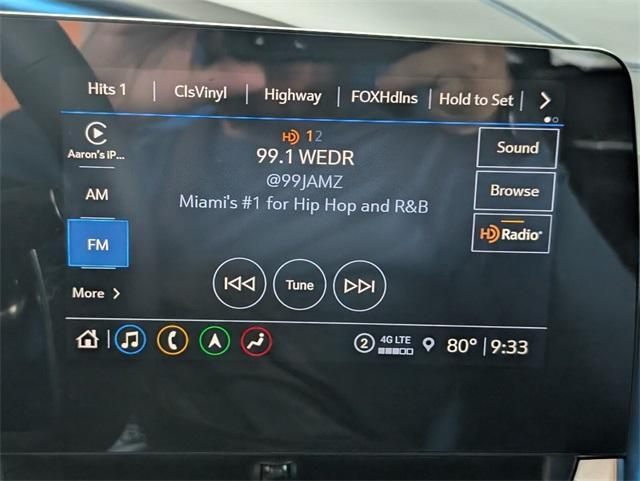 Hits 1 | ClsVinyl | Highway | FOXHdlns | Hold to Set |
Aaron's iP...
AM
FM
More
HD 1 2
99.1 WEDR
@99JAMZ
Miami's #1 for Hip Hop and R&B
Tune
Sound
Browse
HD Radio
2 4G LTE 80° | 9:33